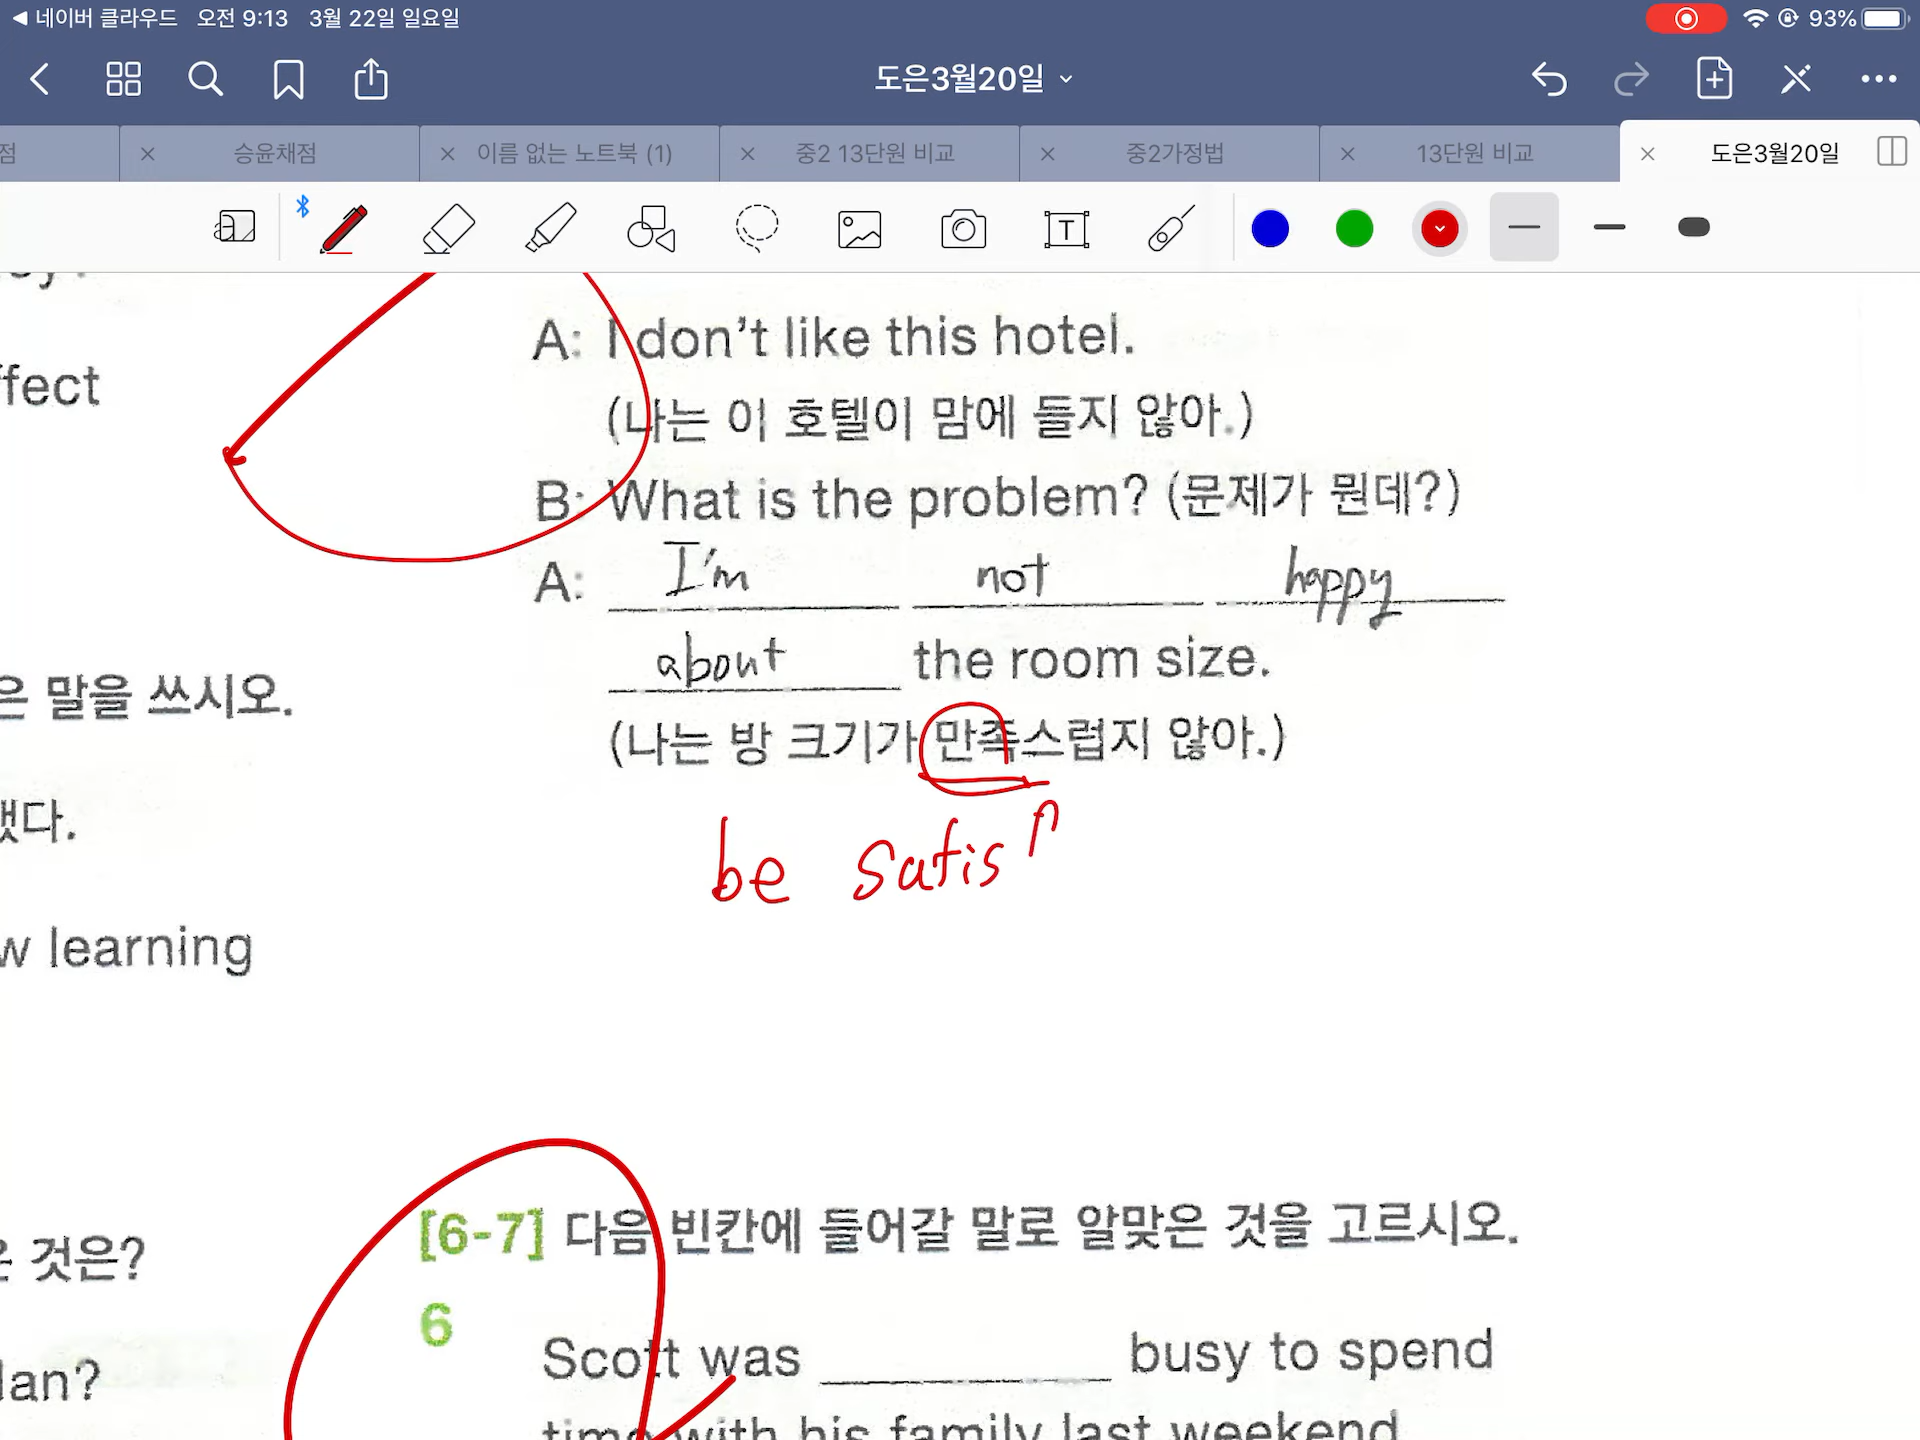 ◀ 네이버 클라우드 오전 9:13 3월 22일 일요일 93%
도은3월20일
점 승윤채점 이름 없는 노트북 (1) 중2 13단원 비교 중2가정법 13단원 비교 도은3월20일
A: I don't like this hotel.
ffect
(나는 이 호텔이 맘에 들지 않아.)
B: What is the problem? (문제가 뭔데?)
A: I'm not happy
about the room size.
은 말을 쓰시오.
(나는 방 크기가 만족스럽지 않아.)
했다.
be satis
w learning
[6-7] 다음 빈칸에 들어갈 말로 알맞은 것을 고르시오.
은 것은?
6
Scott was busy to spend
lan?
time with his family last weekend.